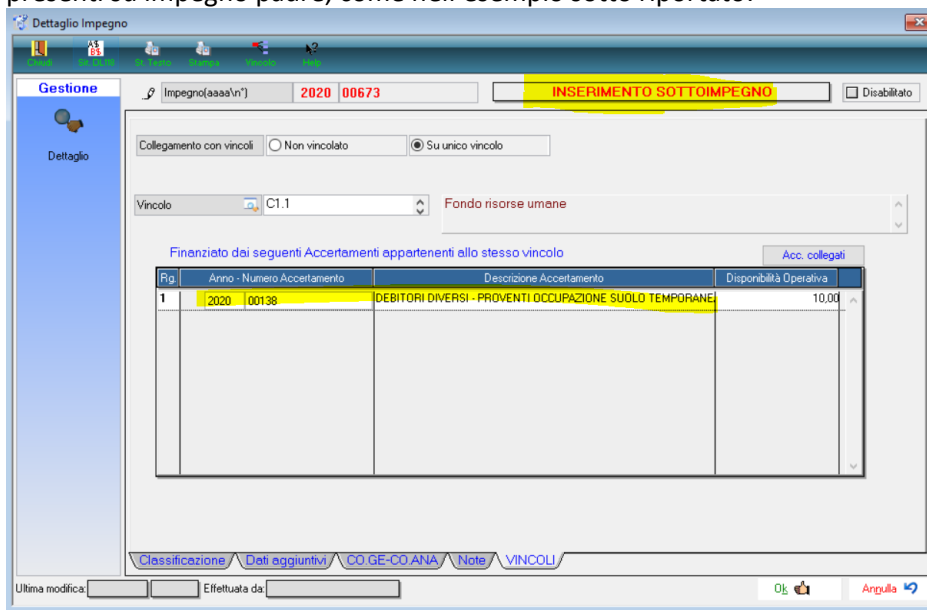 presenti su impegno padre, come nell'esempio sotto riportato:
Dettaglio Impegno
Chiudi St. DL118 St. Testo Stampa Vincolo Help
Gestione
Impegno(aaaa\n°) 2020 00673 INSERIMENTO SOTTOIMPEGNO Disabilitato
Dettaglio
Collegamento con vincoli Non vincolato Su unico vincolo
Vincolo C1.1 Fondo risorse umane
Finanziato dai seguenti Accertamenti appartenenti allo stesso vincolo Acc. collegati
Rg. Anno - Numero Accertamento Descrizione Accertamento Disponibilità Operativa
1 2020 00138 DEBITORI DIVERSI - PROVENTI OCCUPAZIONE SUOLO TEMPORANE 10,00
Classificazione Dati aggiuntivi CO.GE-CO.ANA Note VINCOLI
Ultima modifica: Effettuata da: Ok Annulla